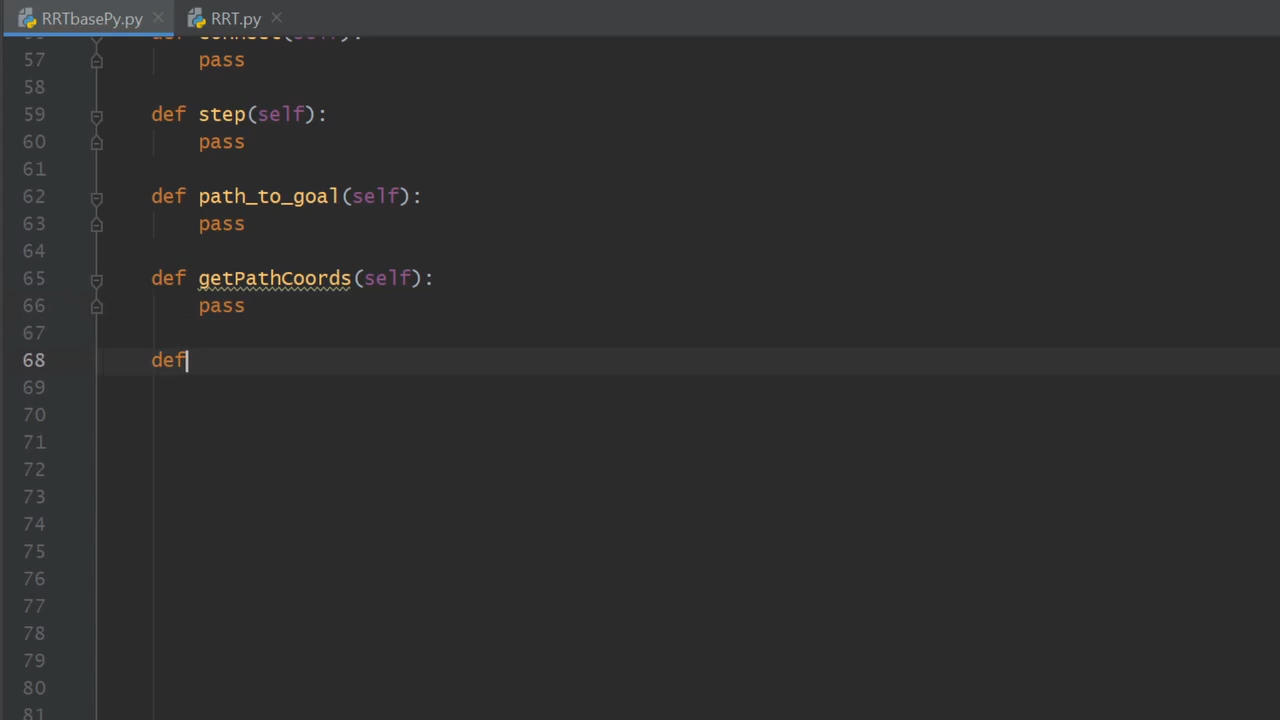 RRTbasePy.py RRT.py
57 pass
58
59 def step(self):
60 pass
61
62 def path_to_goal(self):
63 pass
64
65 def getPathCoords(self):
66 pass
67
68 def
69
70
71
72
73
74
75
76
77
78
79
80
81